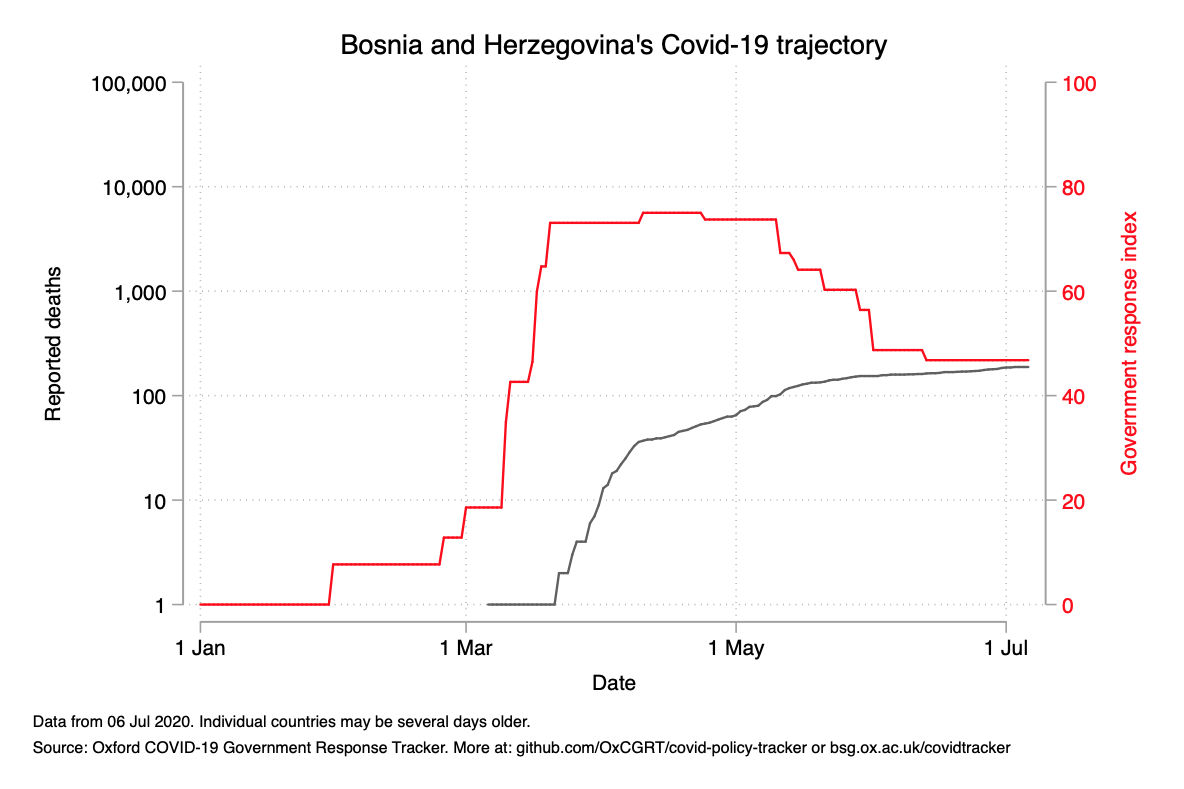 Bosnia and Herzegovina's Covid-19 trajectory
100,000
10,000
1,000
100
10
1
Reported deaths
100
80
60
40
20
0
Government response index
1 Jan
1 Mar
1 May
1 Jul
Date
Data from 06 Jul 2020. Individual countries may be several days older.
Source: Oxford COVID-19 Government Response Tracker. More at: github.com/OxCGRT/covid-policy-tracker or bsg.ox.ac.uk/covidtracker